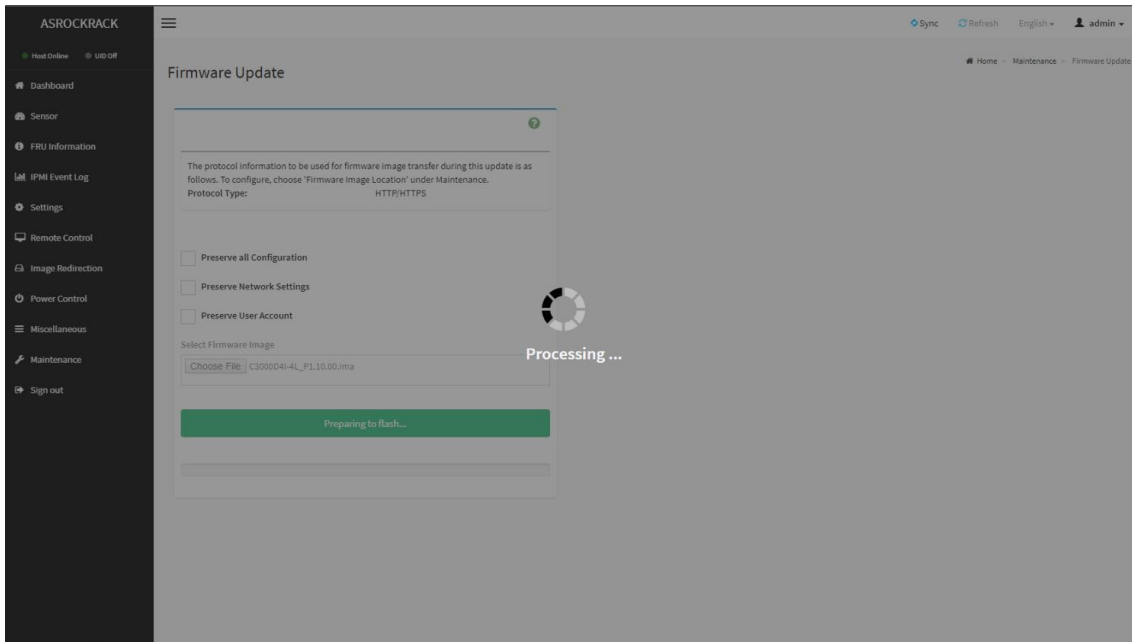 ASROCKRACK
Sync Refresh English admin
Host Online UID Off
Home Maintenance Firmware Update
Firmware Update
Dashboard
Sensor
FRU Information
IPMI Event Log
Settings
Remote Control
Image Redirection
Power Control
Miscellaneous
Maintenance
Sign out
The protocol information to be used for firmware image transfer during this update is as
follows. To configure, choose 'Firmware Image Location' under Maintenance.
Protocol Type: HTTP/HTTPS
Preserve all Configuration
Preserve Network Settings
Preserve User Account
Select Firmware Image
Choose File C3000D4I-4L_P1.10.00.ima
Preparing to flash...
Processing ...